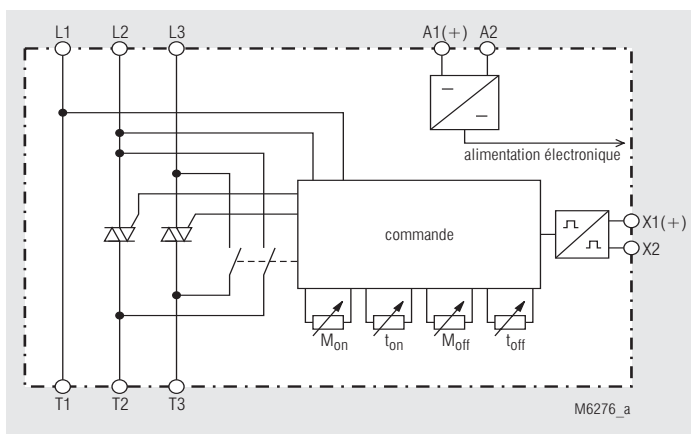 L1 L2 L3 A1(+) A2
alimentation électronique
commande
X1(+)
X2
Mon ton Moff toff
T1 T2 T3
M6276_a